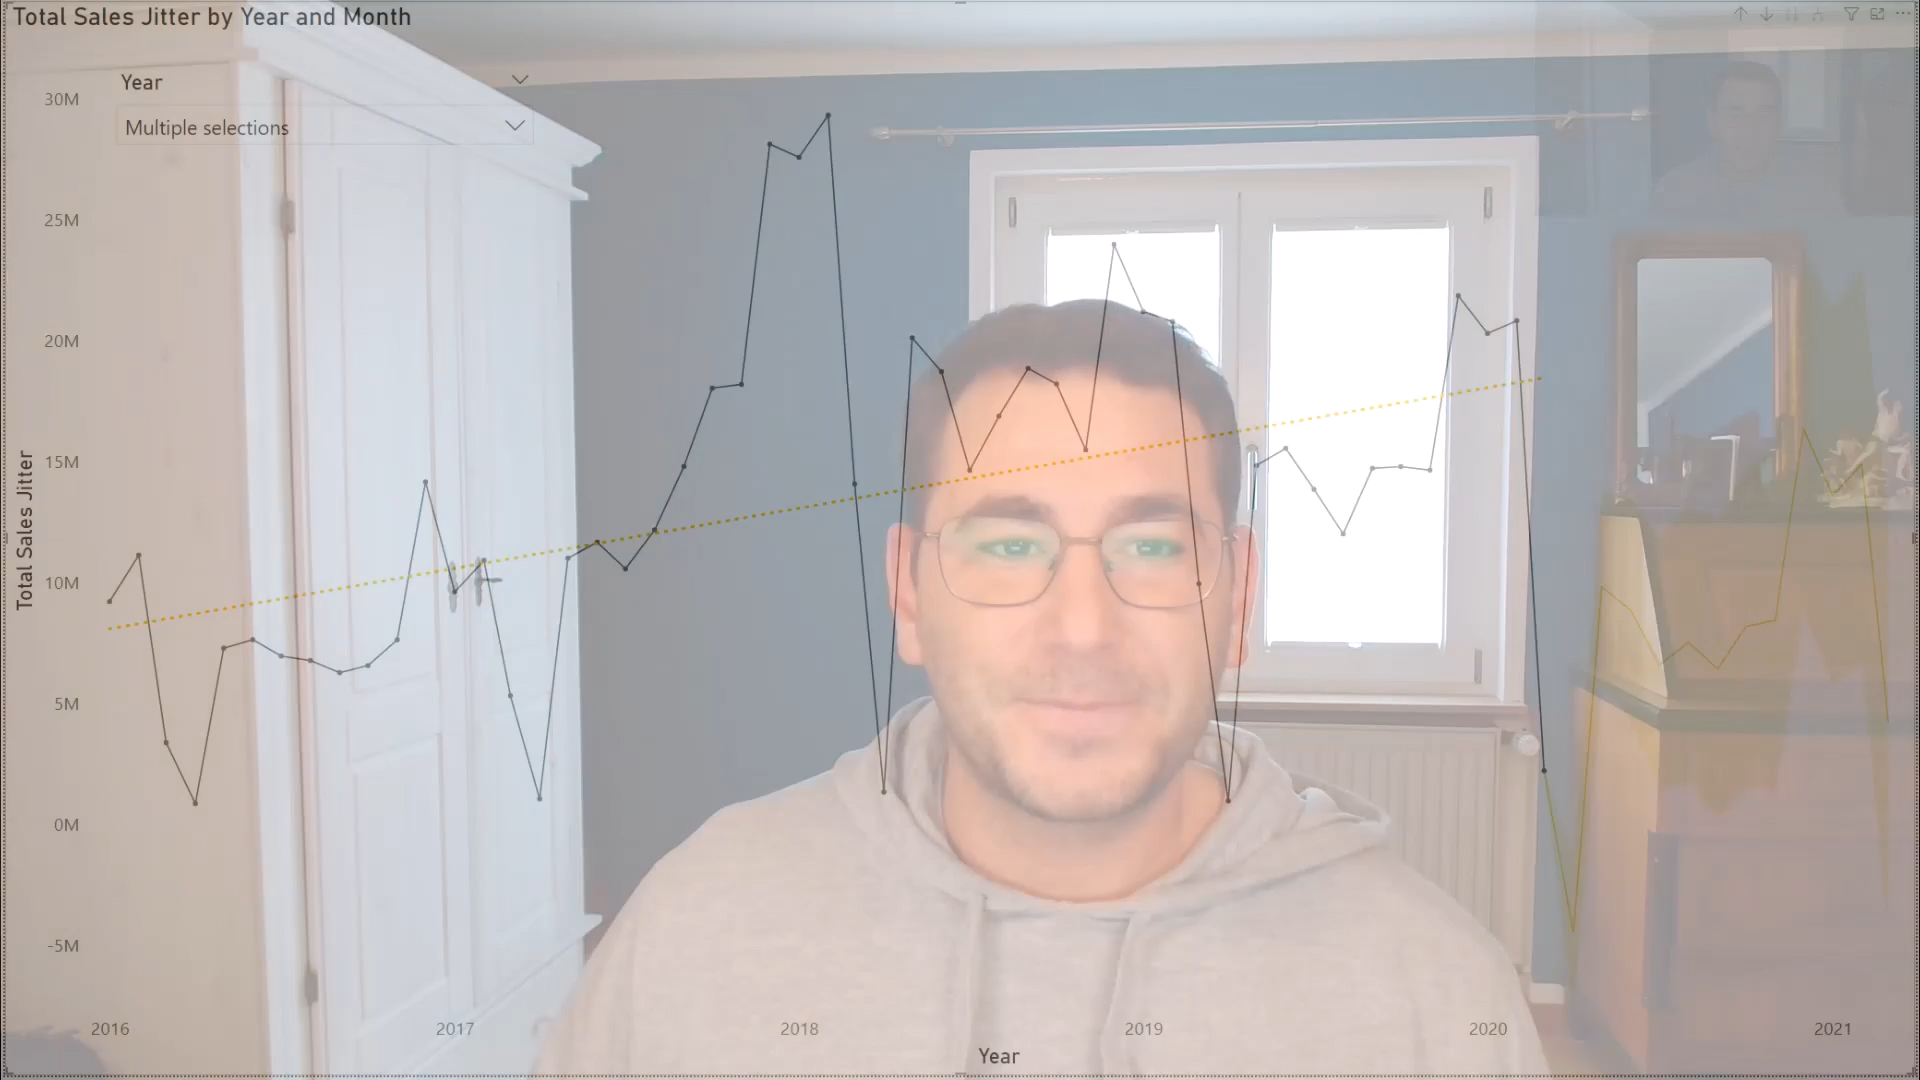 Total Sales Jitter by Year and Month
Year
Multiple selections
30M
25M
20M
15M
10M
5M
0M
-5M
Total Sales Jitter
2016 2017 2018 2019 2020 2021
Year